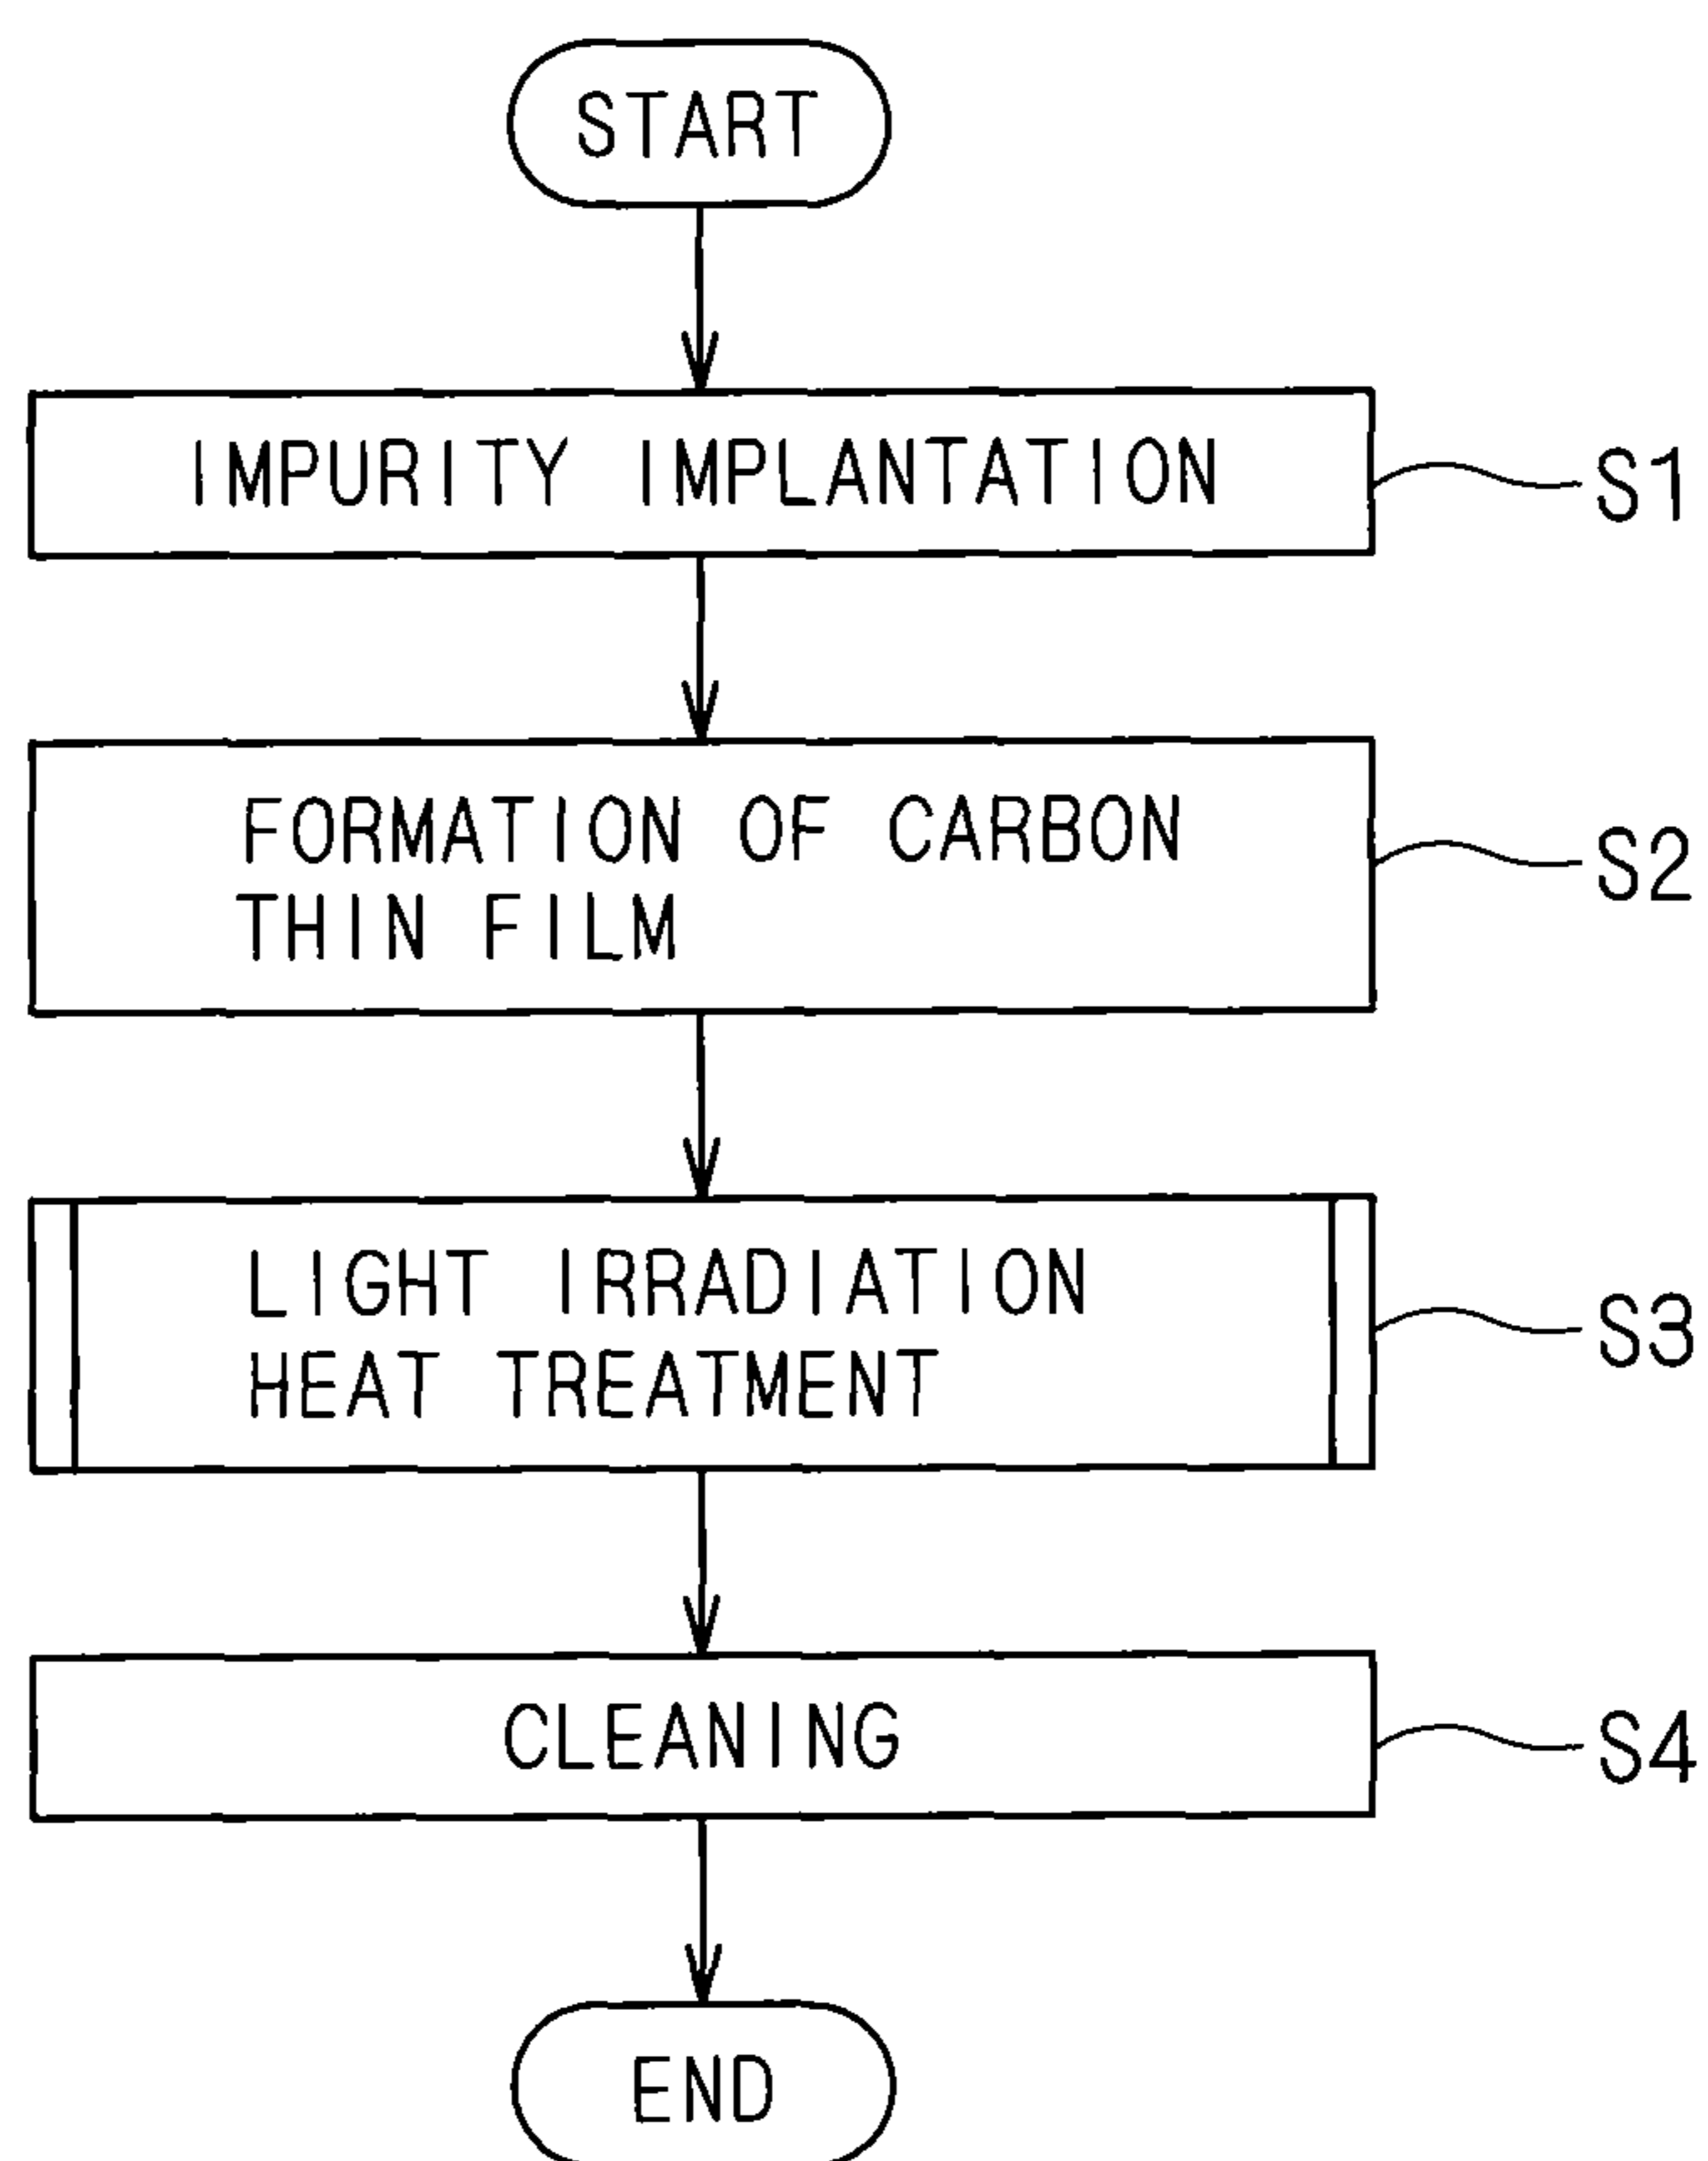 START
IMPURITY IMPLANTATION
S1
FORMATION OF CARBON
THIN FILM
S2
LIGHT IRRADIATION
HEAT TREATMENT
S3
CLEANING
S4
END